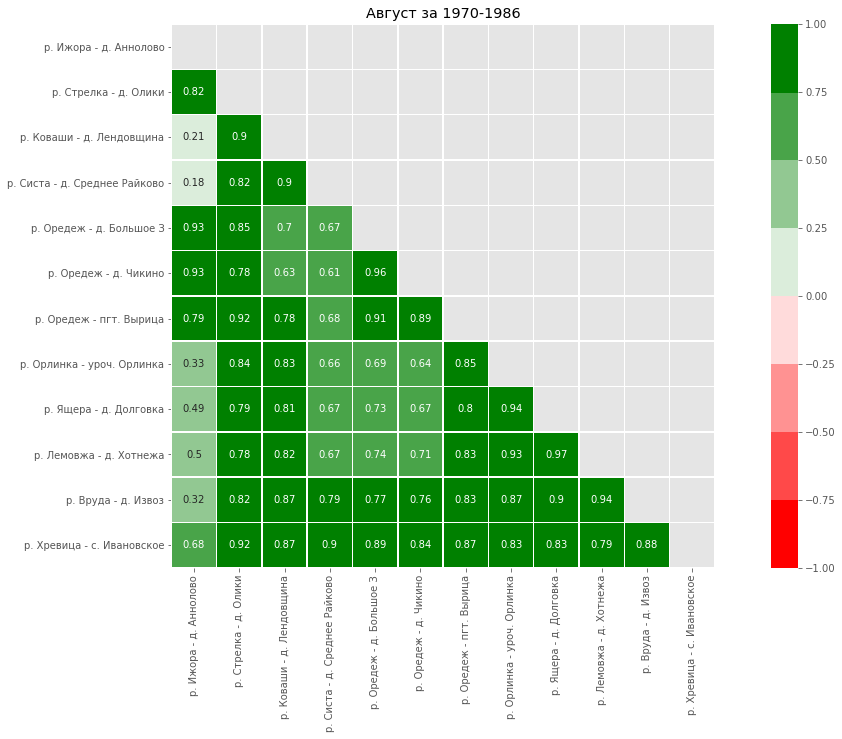 Август за 1970-1986
р. Ижора - д. Аннолово
р. Стрелка - д. Олики 0.82
р. Коваши - д. Лендовщина 0.21 0.9
р. Систа - д. Среднее Райково 0.18 0.82 0.9
р. Оредеж - д. Большое З 0.93 0.85 0.7 0.67
р. Оредеж - д. Чикино 0.93 0.78 0.63 0.61 0.96
р. Оредеж - пгт. Вырица 0.79 0.92 0.78 0.68 0.91 0.89
р. Орлинка - уроч. Орлинка 0.33 0.84 0.83 0.66 0.69 0.64 0.85
р. Ящера - д. Долговка 0.49 0.79 0.81 0.67 0.73 0.67 0.8 0.94
р. Лемовжа - д. Хотнежа 0.5 0.78 0.82 0.67 0.74 0.71 0.83 0.93 0.97
р. Вруда - д. Извоз 0.32 0.82 0.87 0.79 0.77 0.76 0.83 0.87 0.9 0.94
р. Хревица - с. Ивановское 0.68 0.92 0.87 0.9 0.89 0.84 0.87 0.83 0.83 0.79 0.88
р. Ижора - д. Аннолово
р. Стрелка - д. Олики
р. Коваши - д. Лендовщина
р. Систа - д. Среднее Райково
р. Оредеж - д. Большое З
р. Оредеж - д. Чикино
р. Оредеж - пгт. Вырица
р. Орлинка - уроч. Орлинка
р. Ящера - д. Долговка
р. Лемовжа - д. Хотнежа
р. Вруда - д. Извоз
р. Хревица - с. Ивановское
1.00
0.75
0.50
0.25
0.00
−0.25
−0.50
−0.75
−1.00